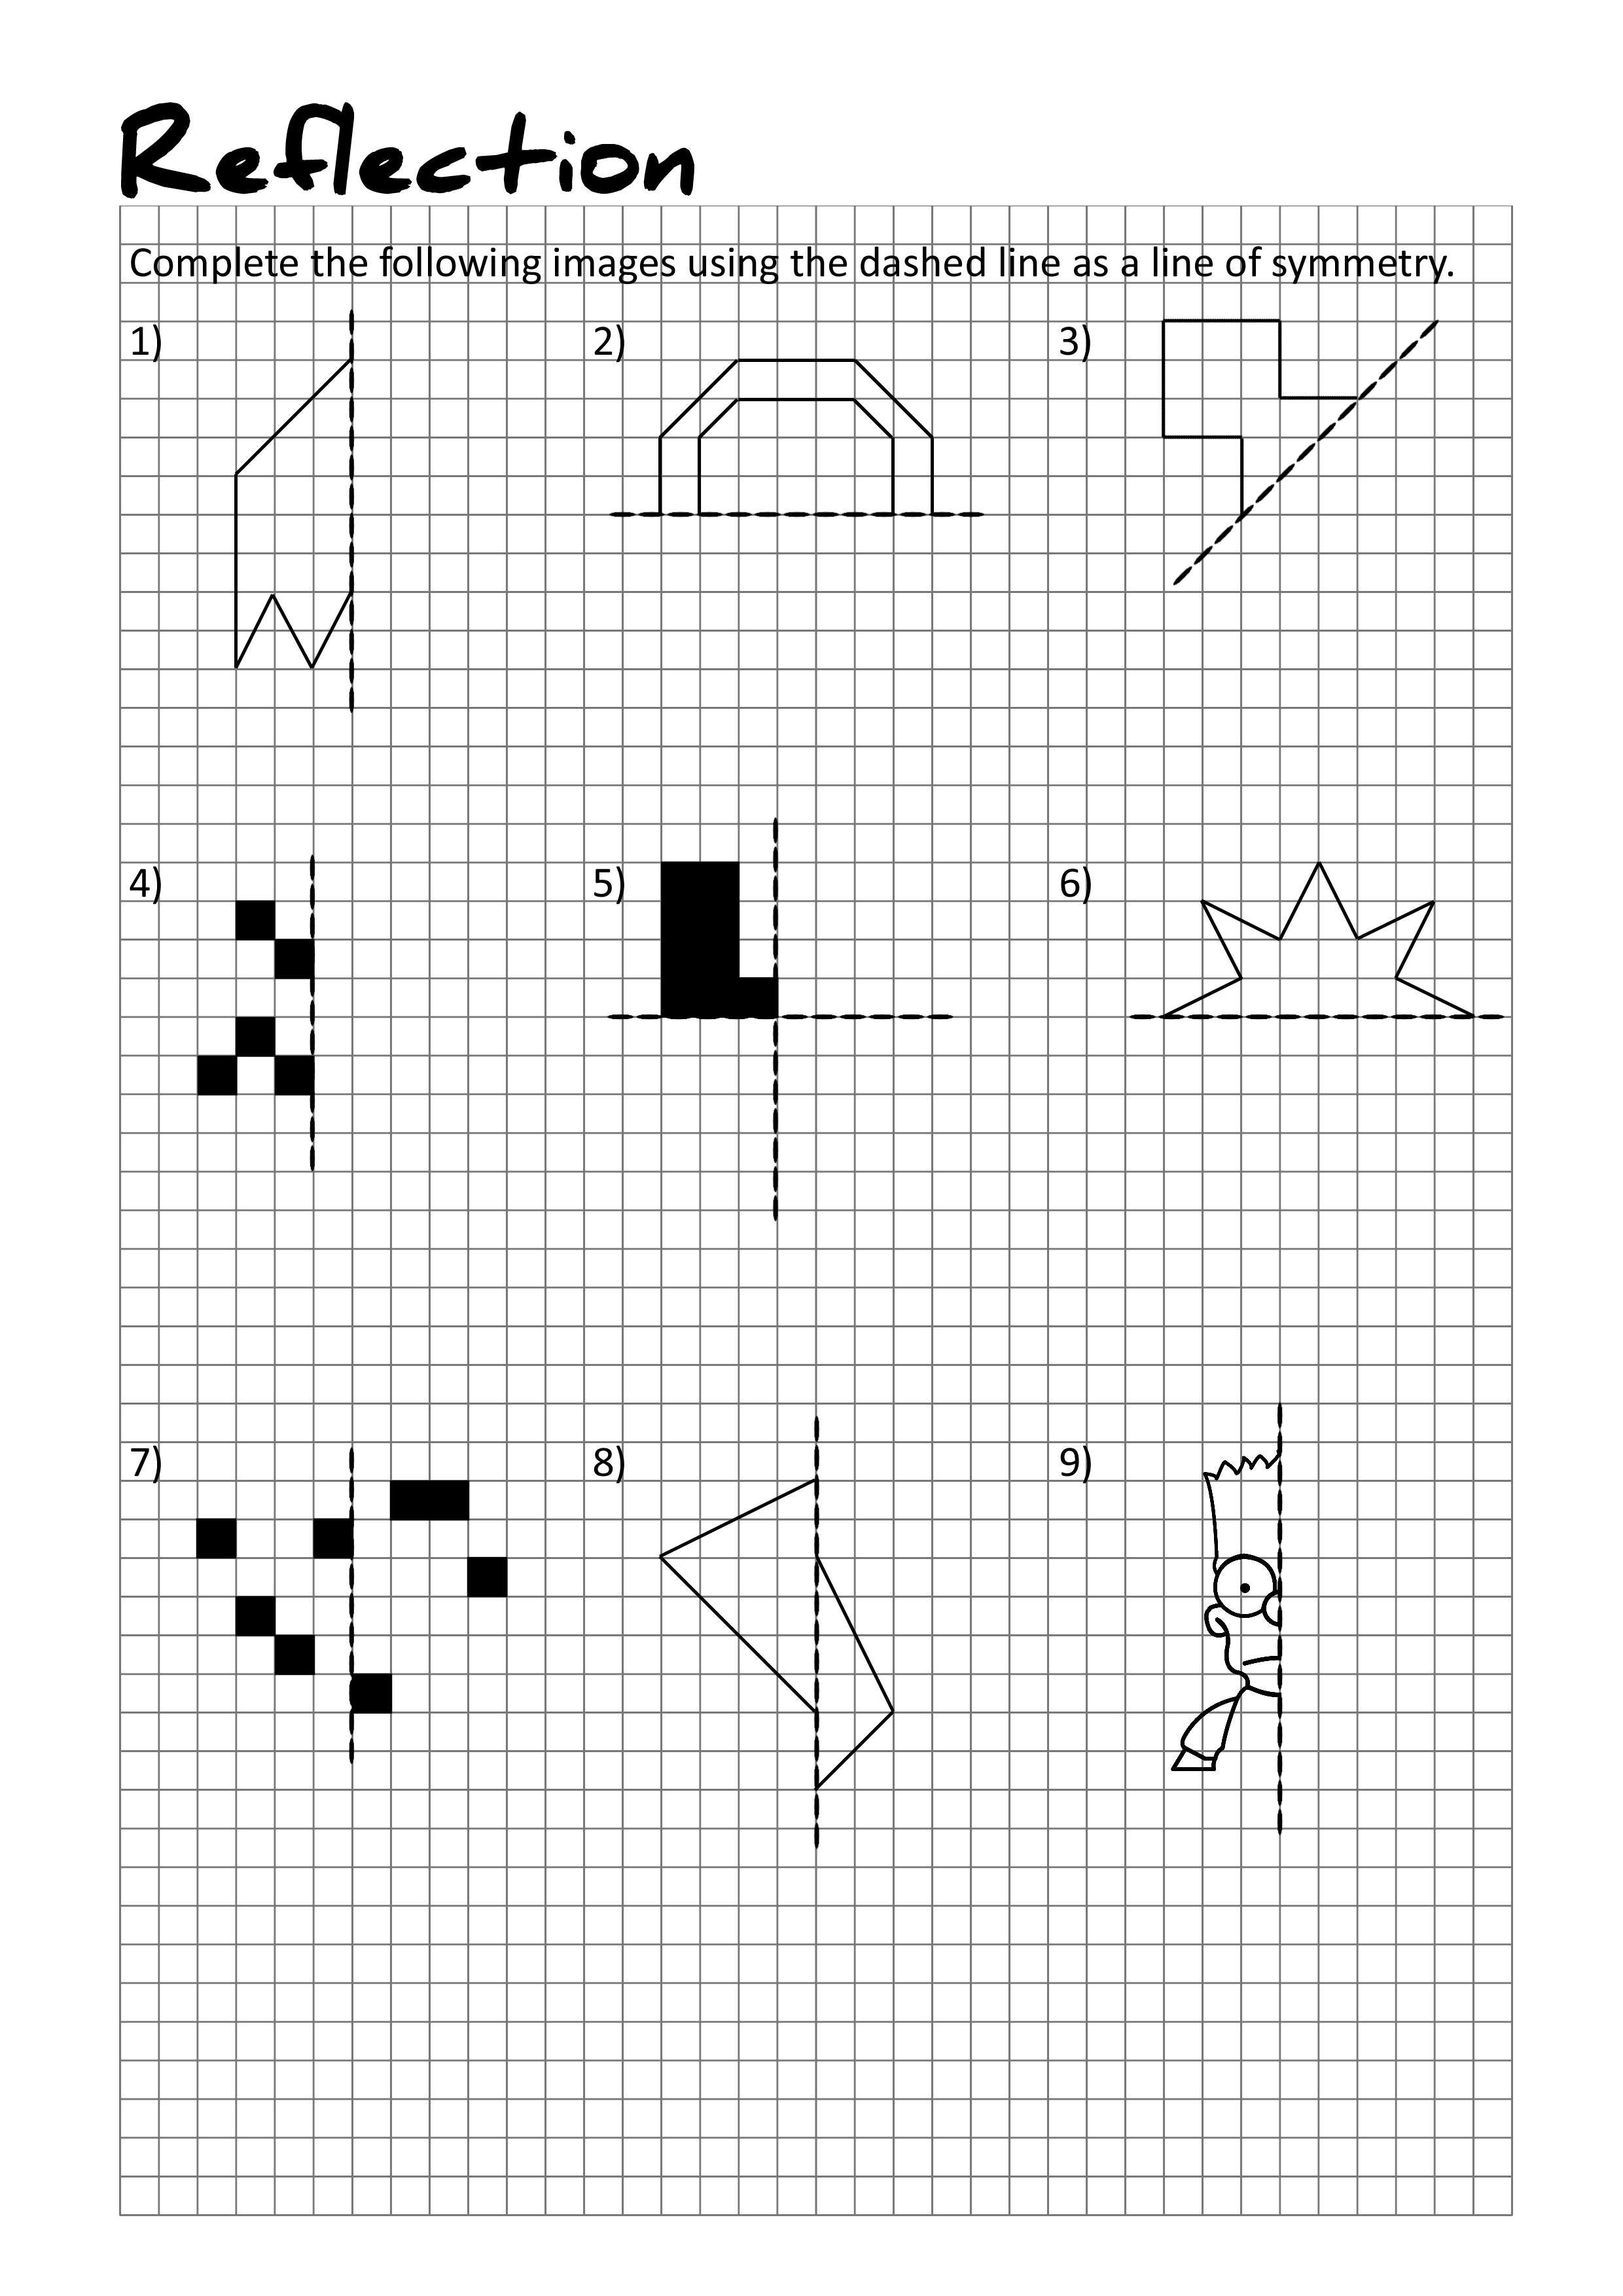 Reflection
Complete the following images using the dashed line as a line of symmetry.
1) 2) 3)
4) 5) 6)
7) 8) 9)